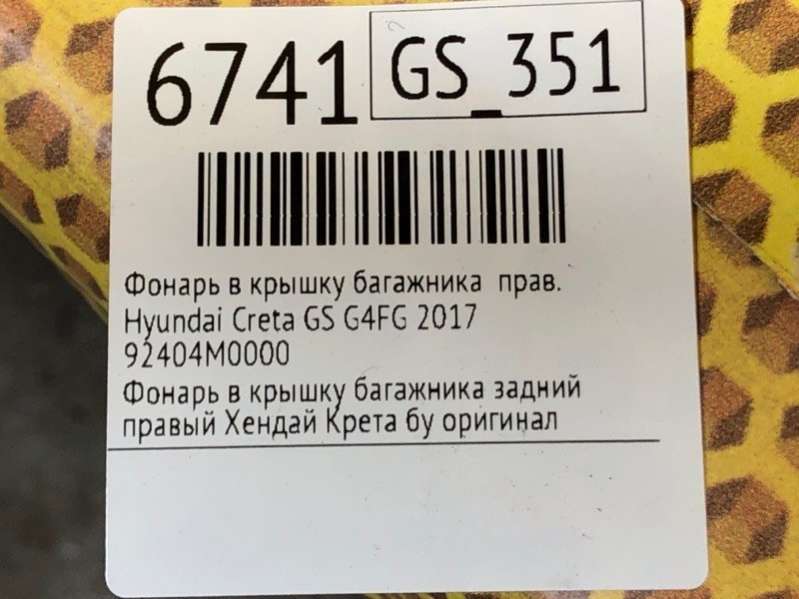 6741 GS_351
Фонарь в крышку багажника прав.
Hyundai Creta GS G4FG 2017
92404M0000
Фонарь в крышку багажника задний
правый Хендай Крета бу оригинал